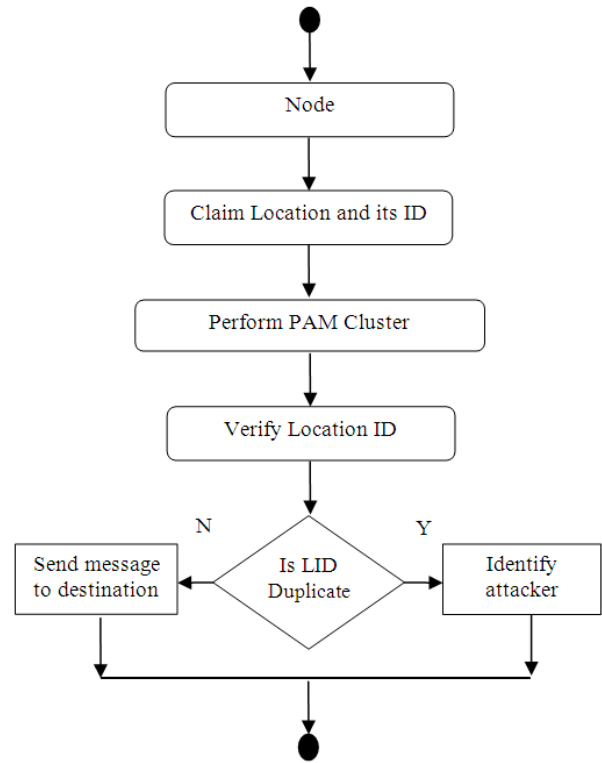 Node
Claim Location and its ID
Perform PAM Cluster
Verify Location ID
N
Y
Send message
to destination
Is LID
Duplicate
Identify
attacker